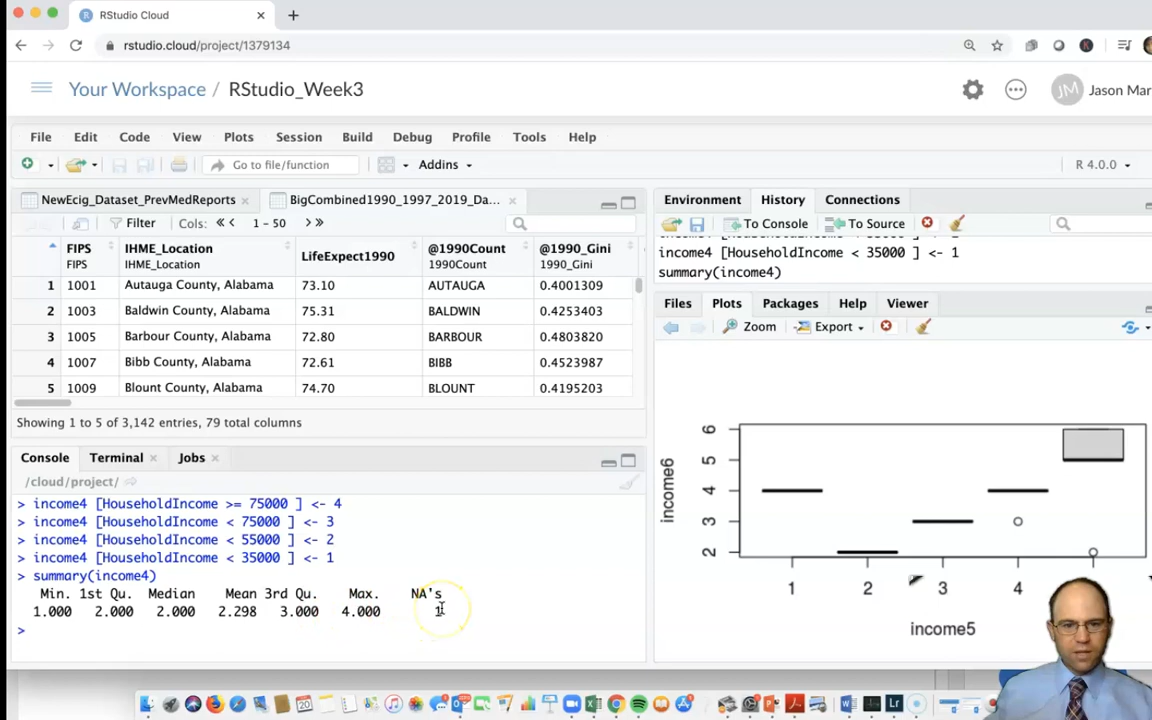 RStudio Cloud
rstudio.cloud/project/1379134
Your Workspace / RStudio_Week3
JM Jason Mar
File Edit Code View Plots Session Build Debug Profile Tools Help
Go to file/function Addins R 4.0.0
NewEcig_Dataset_PrevMedReports BigCombined1990_1997_2019_Da...
Filter Cols: 1 - 50
FIPS IHME_Location LifeExpect1990 @1990Count @1990_Gini
FIPS IHME_Location 1990Count 1990_Gini
1 1001 Autauga County, Alabama 73.10 AUTAUGA 0.4001309
2 1003 Baldwin County, Alabama 75.31 BALDWIN 0.4253403
3 1005 Barbour County, Alabama 72.80 BARBOUR 0.4803820
4 1007 Bibb County, Alabama 72.61 BIBB 0.4523987
5 1009 Blount County, Alabama 74.70 BLOUNT 0.4195203
Showing 1 to 5 of 3,142 entries, 79 total columns
Console Terminal Jobs
/cloud/project/
> income4 [HouseholdIncome >= 75000 ] <- 4
> income4 [HouseholdIncome < 75000 ] <- 3
> income4 [HouseholdIncome < 55000 ] <- 2
> income4 [HouseholdIncome < 35000 ] <- 1
> summary(income4)
Min. 1st Qu. Median Mean 3rd Qu. Max. NA's
1.000 2.000 2.000 2.298 3.000 4.000 1
>
Environment History Connections
To Console To Source
income4 [HouseholdIncome < 35000 ] <- 1
summary(income4)
Files Plots Packages Help Viewer
Zoom Export
income6
6
5
4
3
2
1 2 3 4
income5